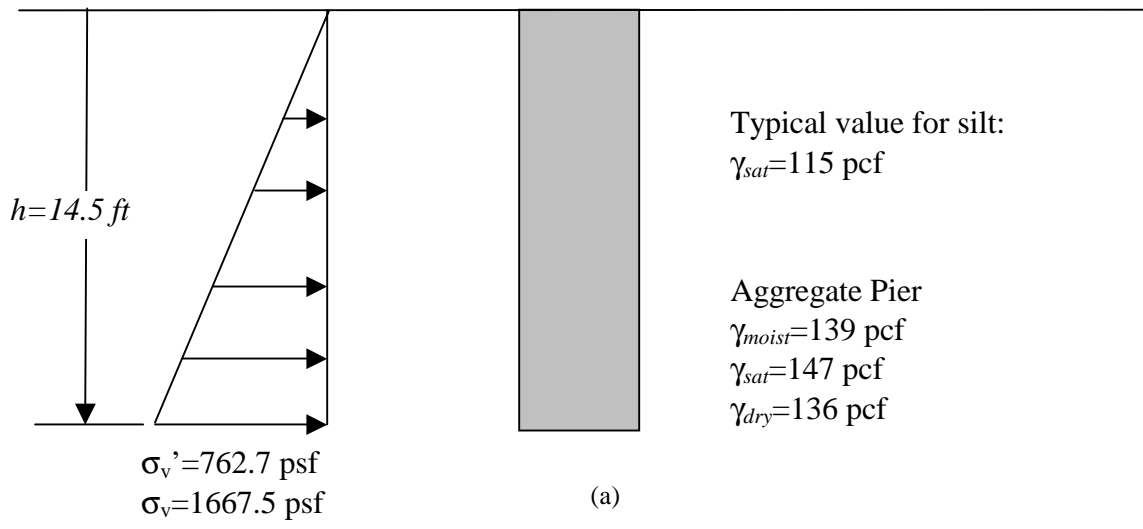 Typical value for silt:
γsat=115 pcf
h=14.5 ft
Aggregate Pier
γmoist=139 pcf
γsat=147 pcf
γdry=136 pcf
σv’=762.7 psf
σv=1667.5 psf
(a)